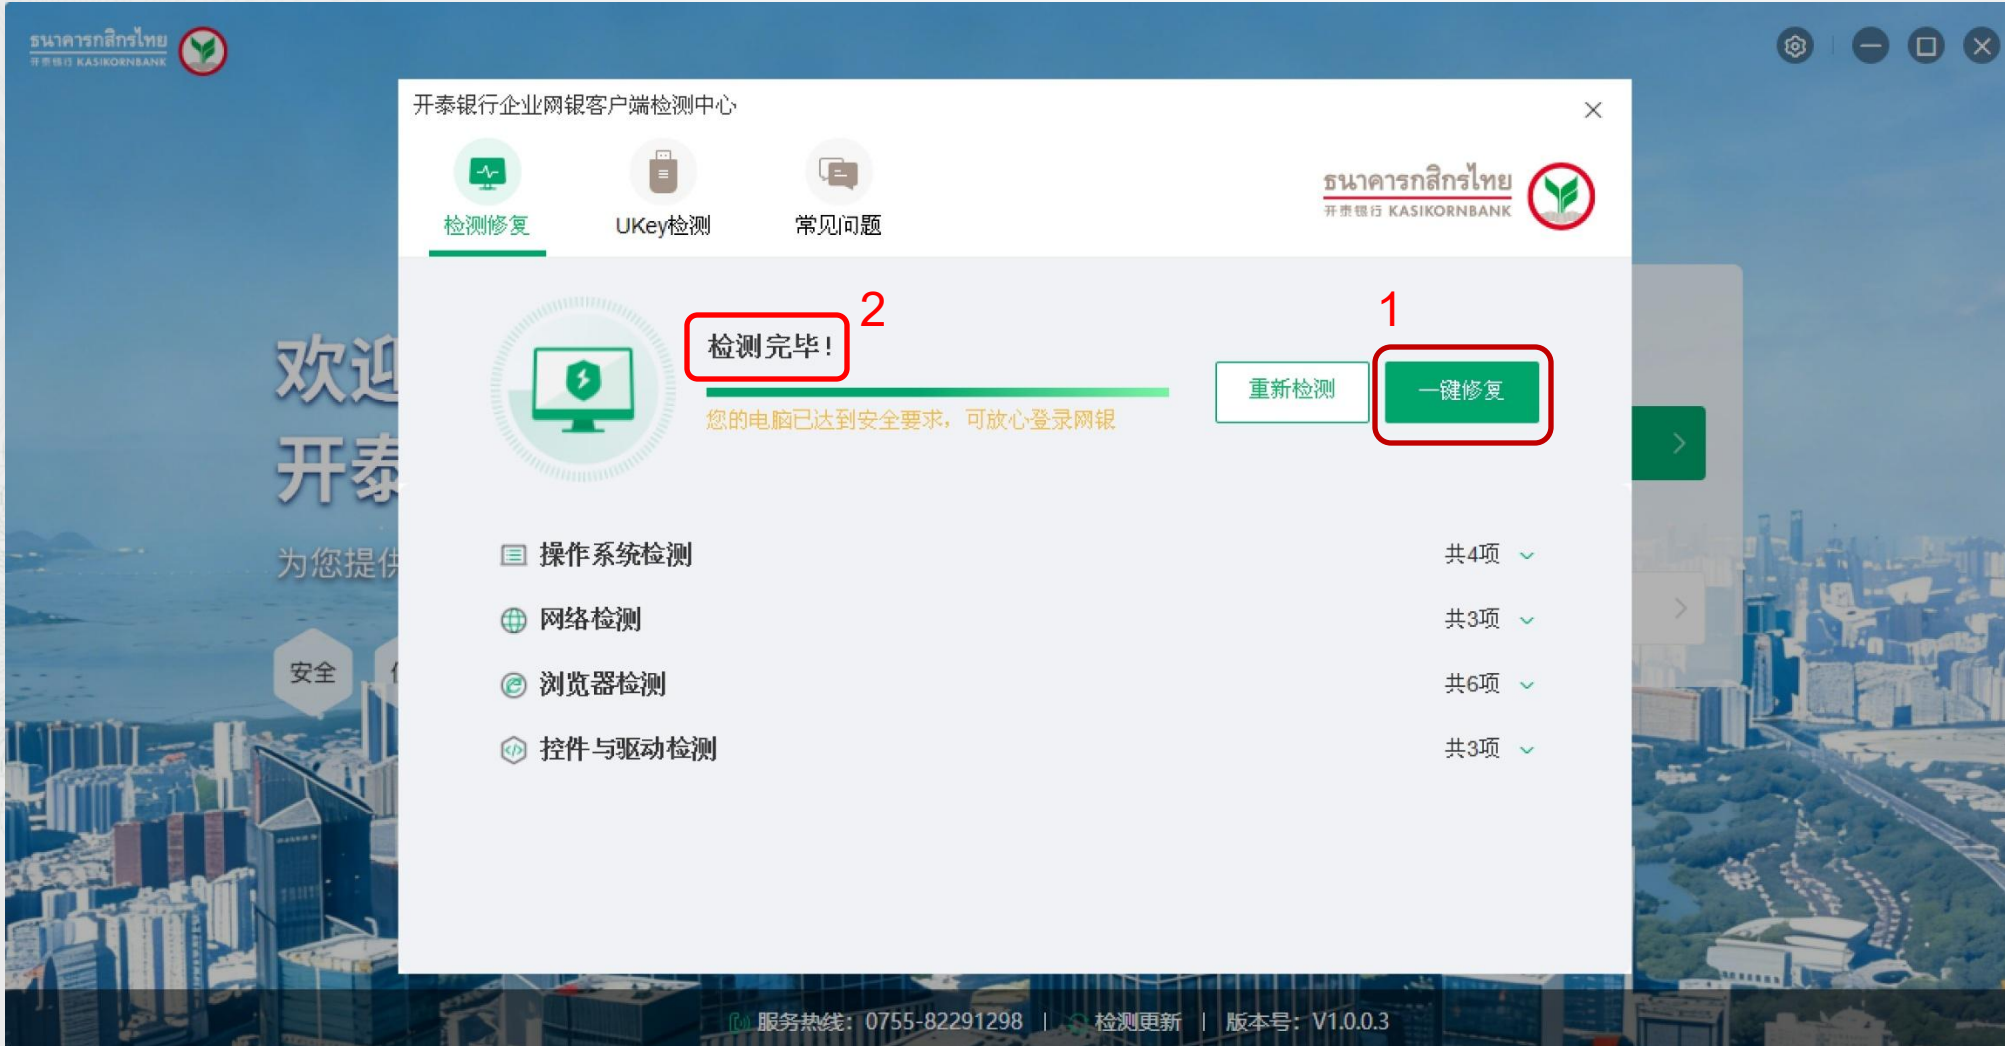 ธนาคารกสิกรไทย
开泰银行 KASIKORNBANK
开泰银行企业网银客户端检测中心
检测修复
UKey检测
常见问题
ธนาคารกสิกรไทย
开泰银行 KASIKORNBANK
2
1
检测完毕!
重新检测
一键修复
您的电脑已达到安全要求，可放心登录网银
欢迎
开泰
为您提供
安全
操作系统检测
共4项
网络检测
共3项
浏览器检测
共6项
控件与驱动检测
共3项
服务热线：0755-82291298 | 检测更新 | 版本号：V1.0.0.3